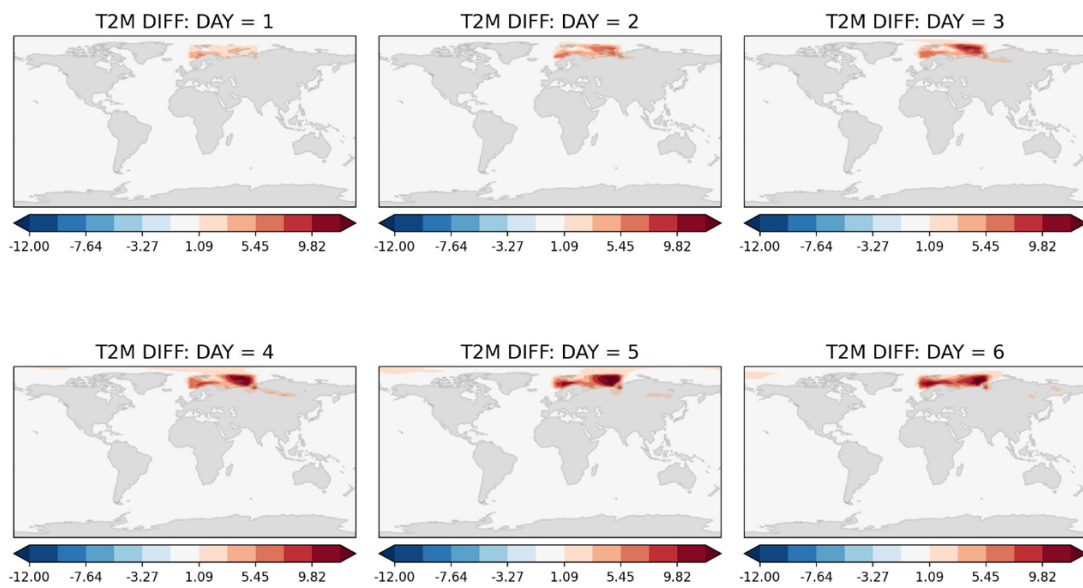 T2M DIFF: DAY = 1 T2M DIFF: DAY = 2 T2M DIFF: DAY = 3
-12.00 -7.64 -3.27 1.09 5.45 9.82 -12.00 -7.64 -3.27 1.09 5.45 9.82 -12.00 -7.64 -3.27 1.09 5.45 9.82
T2M DIFF: DAY = 4 T2M DIFF: DAY = 5 T2M DIFF: DAY = 6
-12.00 -7.64 -3.27 1.09 5.45 9.82 -12.00 -7.64 -3.27 1.09 5.45 9.82 -12.00 -7.64 -3.27 1.09 5.45 9.82